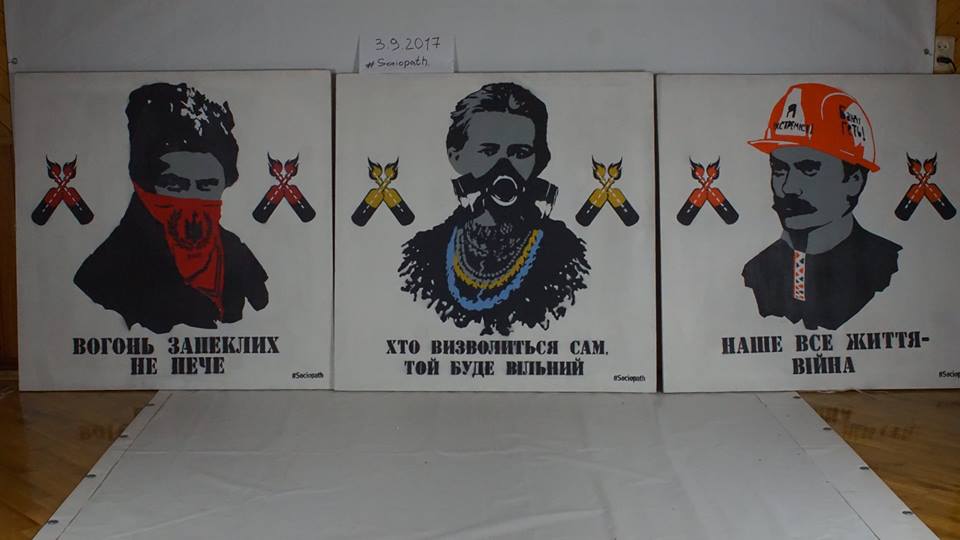 3.9.2017
#Sociopath.
ВОГОНЬ ЗАПЕКЛИХ
НЕ ПЕЧЕ
#Sociopath
ХТО ВИЗВОЛИТЬСЯ САМ,
ТОЙ БУДЕ ВІЛЬНИЙ
#Sociopath
Я
НАШЕ ВСЕ ЖИТТЯ-
ВІЙНА